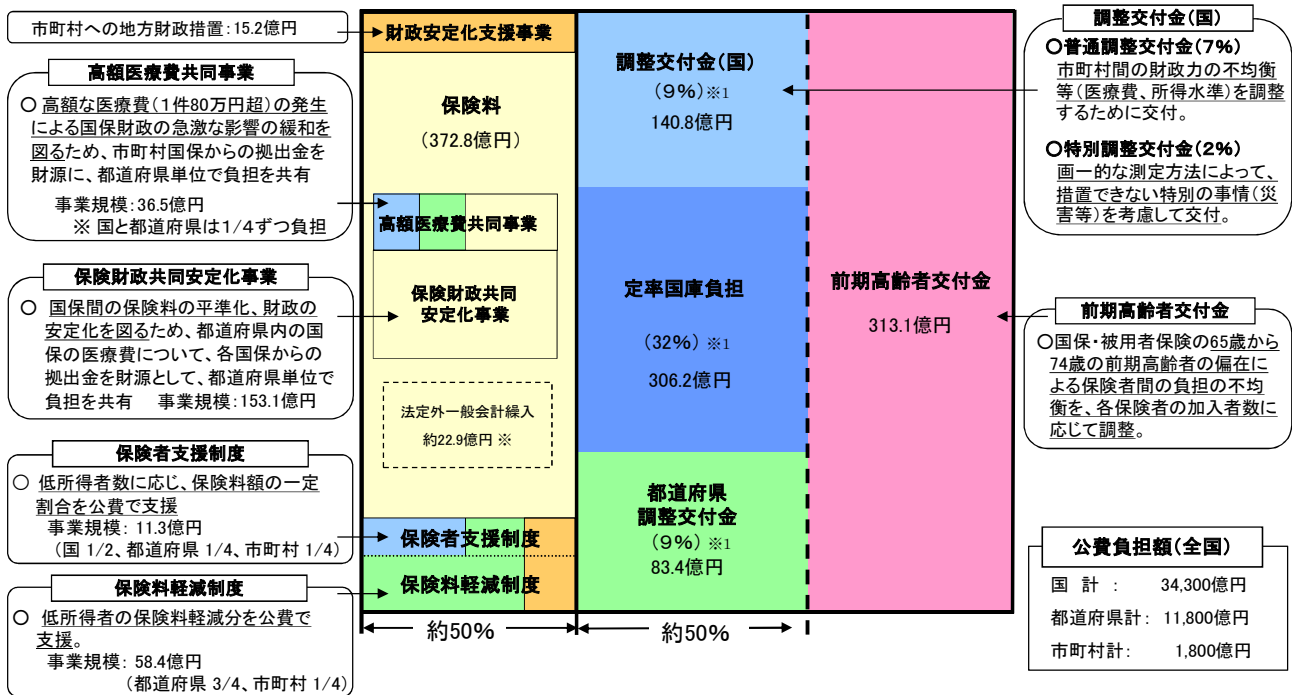 市町村への地方財政措置：15.2億円
高額医療費共同事業
○ 高額な医療費（1件80万円超）の発生
による国保財政の急激な影響の緩和を
図るため、市町村国保からの拠出金を
財源に、都道府県単位で負担を共有
事業規模：36.5億円
※ 国と都道府県は1/4ずつ負担
保険財政共同安定化事業
○ 国保間の保険料の平準化、財政の
安定化を図るため、都道府県内の国
保の医療費について、各国保からの
拠出金を財源として、都道府県単位で
負担を共有 事業規模：153.1億円
保険者支援制度
○ 低所得者数に応じ、保険料額の一定
割合を公費で支援
事業規模：11.3億円
（国 1/2、都道府県 1/4、市町村 1/4）
保険料軽減制度
○ 低所得者の保険料軽減分を公費で
支援。
事業規模：58.4億円
（都道府県 3/4、市町村 1/4）
財政安定化支援事業
保険料
（372.8億円）
高額医療費共同事業
保険財政共同
安定化事業
法定外一般会計繰入
約22.9億円 ※
保険者支援制度
保険料軽減制度
約50%
調整交付金（国）
（9%）※1
140.8億円
定率国庫負担
（32%）※1
306.2億円
都道府県
調整交付金
（9%）※1
83.4億円
約50%
前期高齢者交付金
313.1億円
調整交付金（国）
○普通調整交付金（7%）
市町村間の財政力の不均衡
等（医療費、所得水準）を調整
するために交付。
○特別調整交付金（2%）
画一的な測定方法によって、
措置できない特別の事情（災
害等）を考慮して交付。
前期高齢者交付金
○国保・被用者保険の65歳から
74歳の前期高齢者の偏在に
よる保険者間の負担の不均
衡を、各保険者の加入者数に
応じて調整。
公費負担額（全国）
国 計 ： 34,300億円
都道府県計： 11,800億円
市町村計： 1,800億円